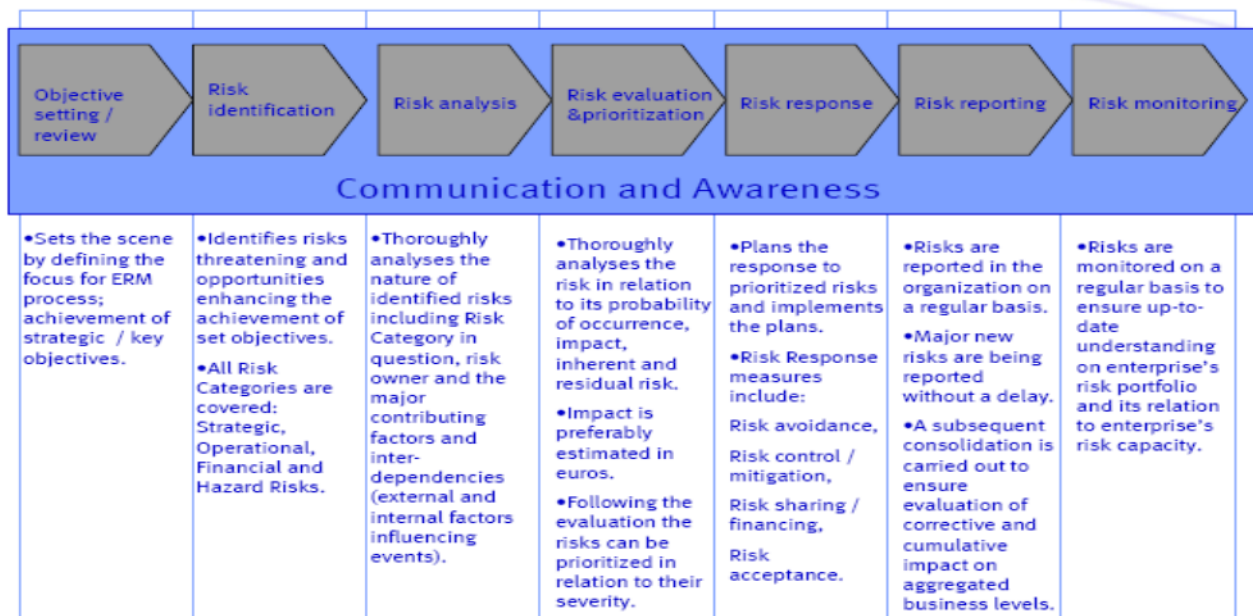 Objective
setting /
review
Risk
identification
Risk analysis
Risk evaluation
&prioritization
Risk response
Risk reporting
Risk monitoring
Communication and Awareness
•Sets the scene
by defining the
focus for ERM
process;
achievement of
strategic / key
objectives.
•Identifies risks
threatening and
opportunities
enhancing the
achievement of
set objectives.
•All Risk
Categories are
covered:
Strategic,
Operational,
Financial and
Hazard Risks.
•Thoroughly
analyses the
nature of
identified risks
including Risk
Category in
question, risk
owner and the
major
contributing
factors and
inter-
dependencies
(external and
internal factors
influencing
events).
•Thoroughly
analyses the
risk in relation
to its probability
of occurrence,
impact,
inherent and
residual risk.
•Impact is
preferably
estimated in
euros.
•Following the
evaluation the
risks can be
prioritized in
relation to their
severity.
•Plans the
response to
prioritized risks
and implements
the plans.
•Risk Response
measures
include:
Risk avoidance,
Risk control /
mitigation,
Risk sharing /
financing,
Risk
acceptance.
•Risks are
reported in the
organization on
a regular basis.
•Major new
risks are being
reported
without a delay.
•A subsequent
consolidation is
carried out to
ensure
evaluation of
corrective and
cumulative
impact on
aggregated
business levels.
•Risks are
monitored on a
regular basis to
ensure up-to-
date
understanding
on enterprise's
risk portfolio
and its relation
to enterprise's
risk capacity.